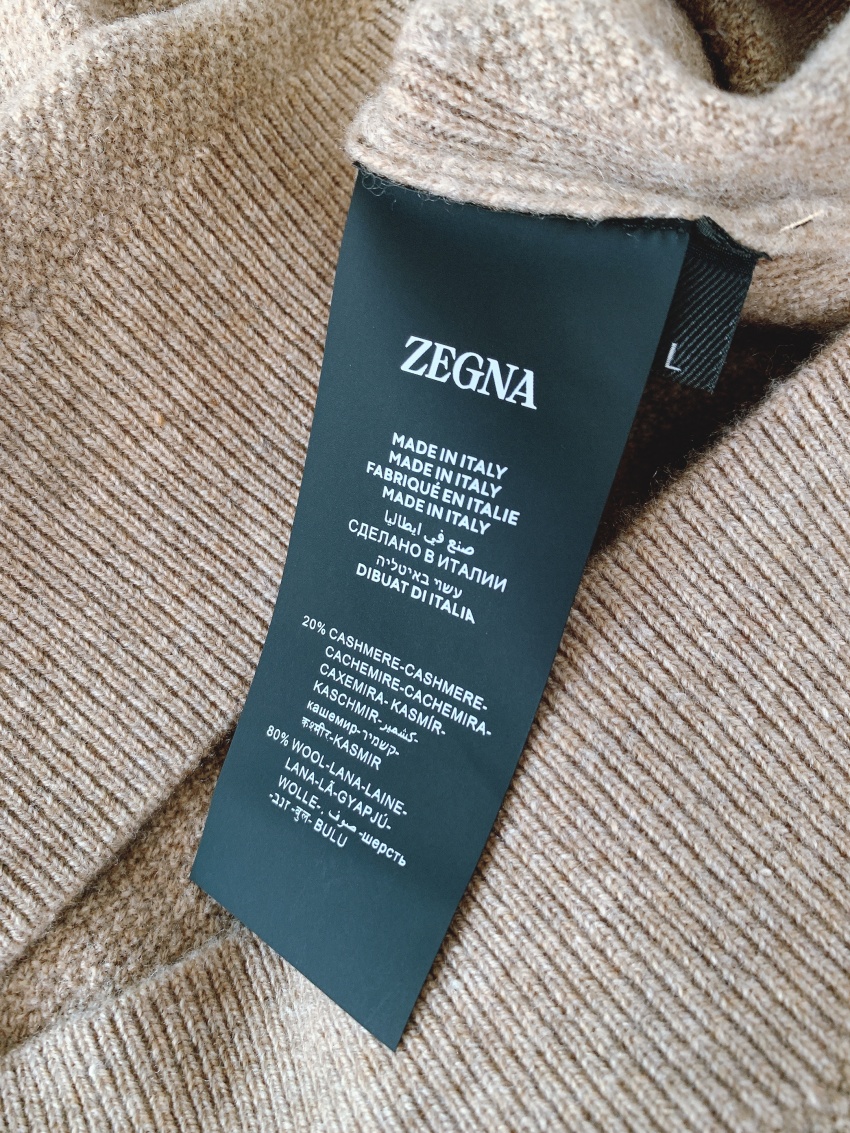 ZEGNA
L
MADE IN ITALY
MADE IN ITALY
FABRIQUÉ EN ITALIE
MADE IN ITALY
صنع في ايطاليا
СДЕЛАНО В ИТАЛИИ
עשוי באיטליה
DIBUAT DI ITALIA
20% CASHMERE-CASHMERE-
CACHEMIRE-CACHEMIRA-
CAXEMIRA- KASMÍR-
KASCHMIR-كشمير-
кашемир-קשמיר-
कश्मीर-KASMIR
80% WOOL-LANA-LAINE-
LANA-LÃ-GYAPJÚ-
WOLLE- صوف -шерсть
-वुल- BULU